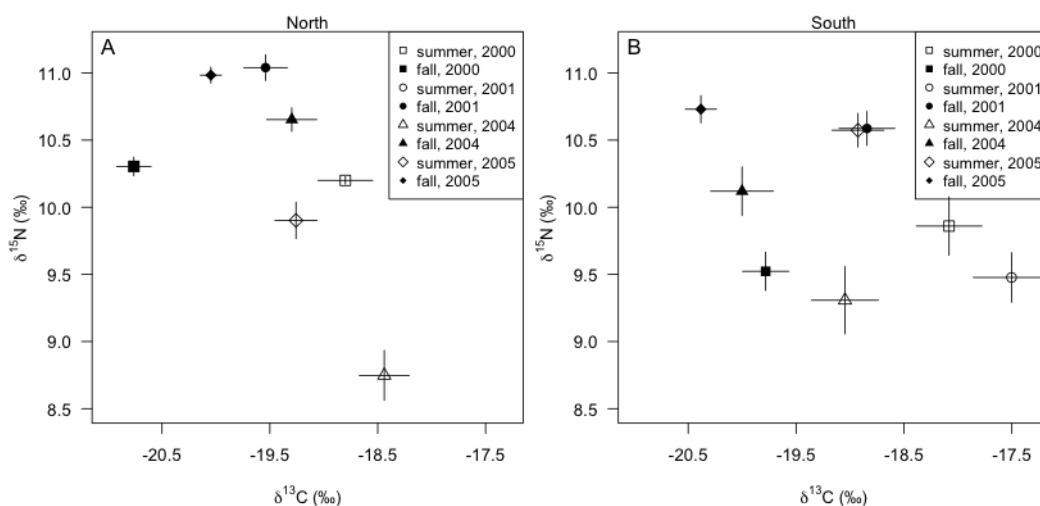 North
A
summer, 2000
fall, 2000
summer, 2001
fall, 2001
summer, 2004
fall, 2004
summer, 2005
fall, 2005
11.0
10.5
10.0
9.5
9.0
8.5
δ15N (‰)
-20.5 -19.5 -18.5 -17.5
δ13C (‰)
South
B
summer, 2000
fall, 2000
summer, 2001
fall, 2001
summer, 2004
fall, 2004
summer, 2005
fall, 2005
11.0
10.5
10.0
9.5
9.0
8.5
δ15N (‰)
-20.5 -19.5 -18.5 -17.5
δ13C (‰)